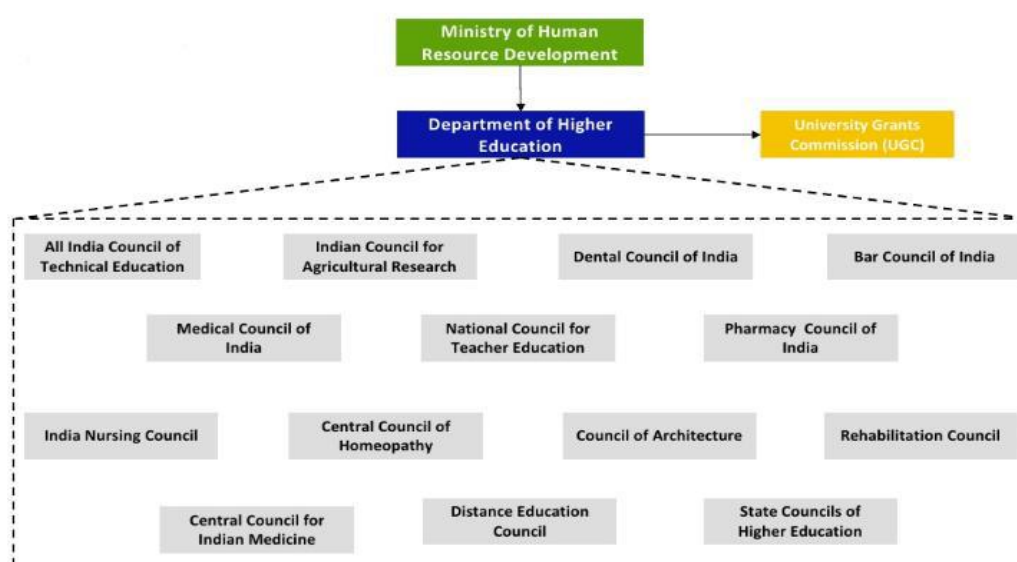 Ministry of Human
Resource Development
Department of Higher
Education
University Grants
Commission (UGC)
All India Council of
Technical Education
Indian Council for
Agricultural Research
Dental Council of India
Bar Council of India
Medical Council of
India
National Council for
Teacher Education
Pharmacy Council of
India
India Nursing Council
Central Council of
Homeopathy
Council of Architecture
Rehabilitation Council
Central Council for
Indian Medicine
Distance Education
Council
State Councils of
Higher Education